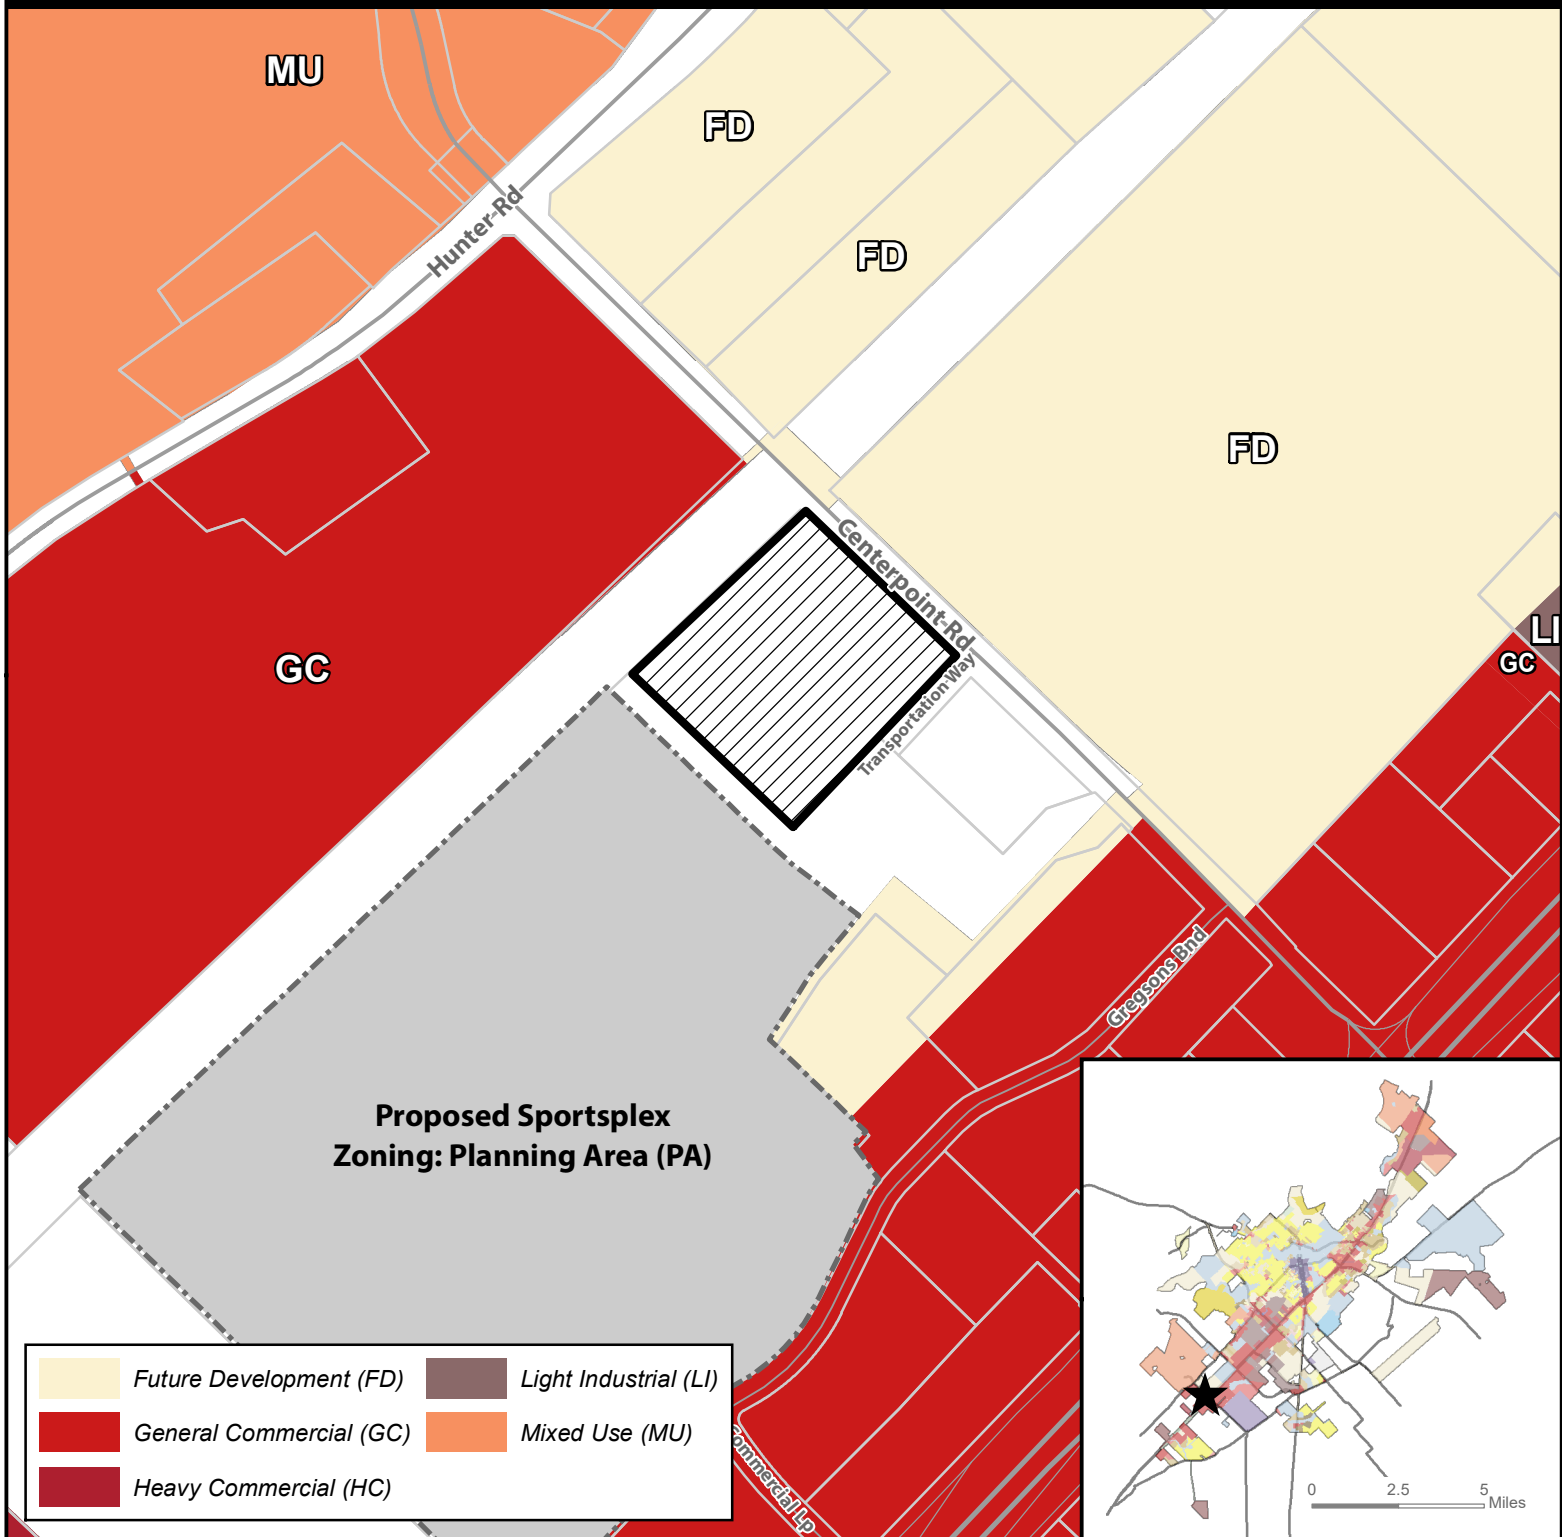 MU
FD
Hunter Rd
FD
FD
Centerpoint Rd
LI
GC
GC
Transportation Way
Gregsons Bnd
Proposed Sportsplex
Zoning: Planning Area (PA)
Future Development (FD)
Light Industrial (LI)
General Commercial (GC)
Mixed Use (MU)
Heavy Commercial (HC)
Commercial Lp
0 2.5 5
Miles